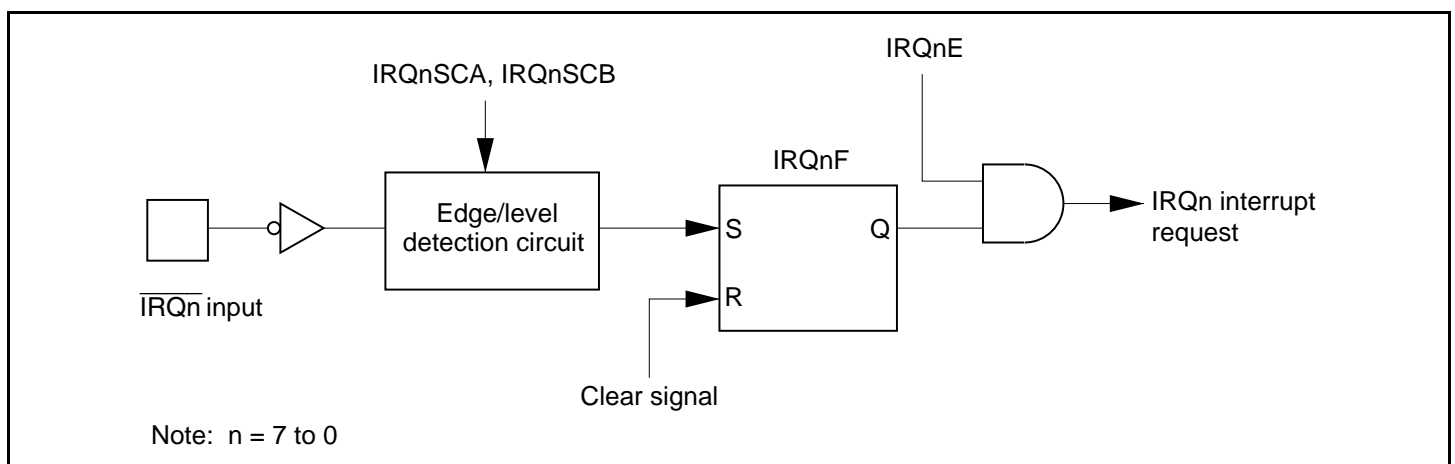 IRQnE
IRQnSCA, IRQnSCB
IRQnF
Edge/level
detection circuit
S
Q
R
IRQn interrupt
request
IRQn input
Clear signal
Note: n = 7 to 0